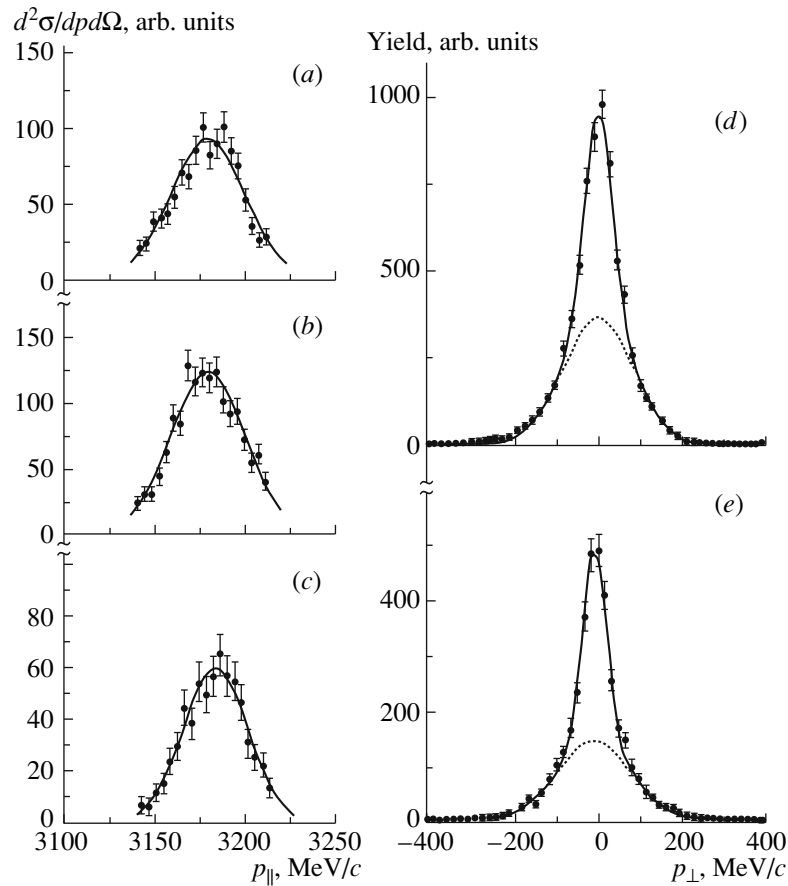 d²σ/dpdΩ, arb. units
150
(a)
100
50
0
150
(b)
100
50
0
(c)
80
60
40
20
0
3100 3150 3200 3250
p∥, MeV/c
Yield, arb. units
1000
(d)
500
0
(e)
400
200
0
−400 −200 0 200 400
p⊥, MeV/c